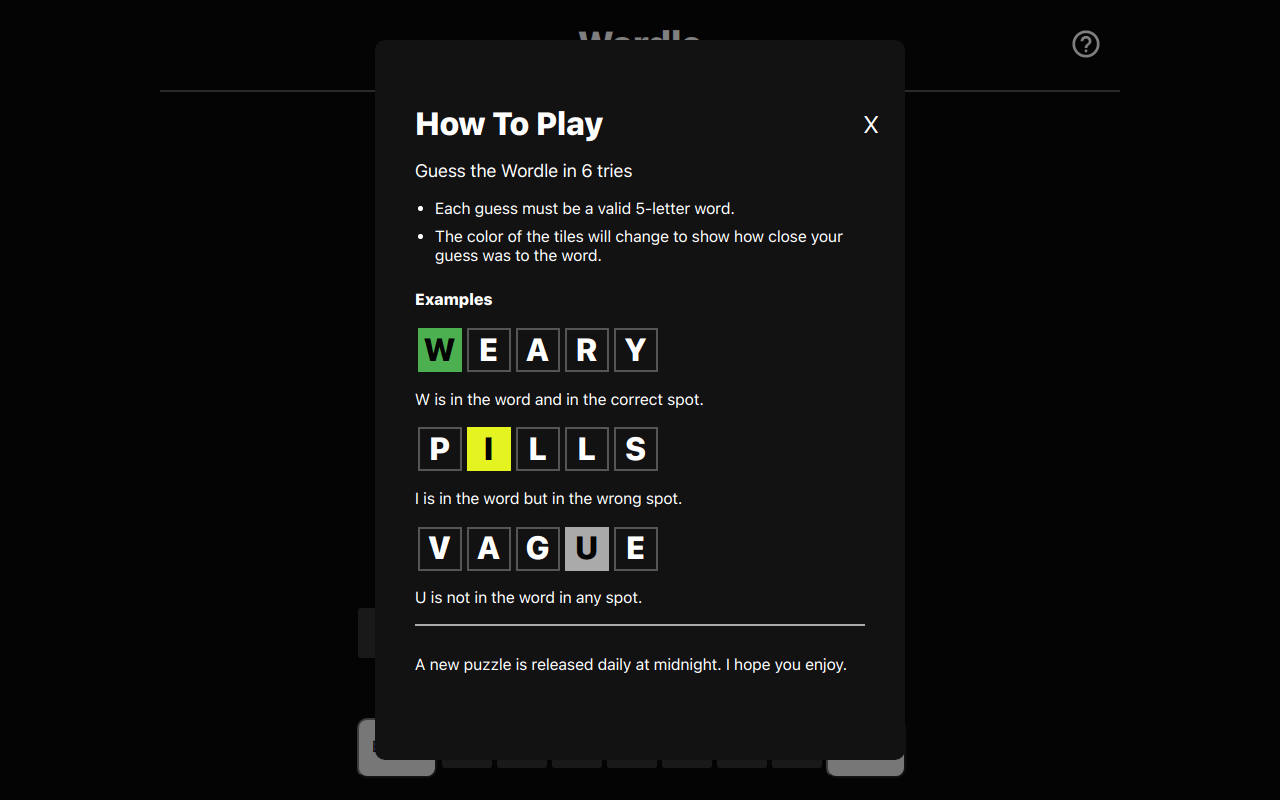 Wordle
How To Play
X
Guess the Wordle in 6 tries
Each guess must be a valid 5-letter word.
The color of the tiles will change to show how close your
guess was to the word.
Examples
W E A R Y
W is in the word and in the correct spot.
P I L L S
I is in the word but in the wrong spot.
V A G U E
U is not in the word in any spot.
A new puzzle is released daily at midnight. I hope you enjoy.